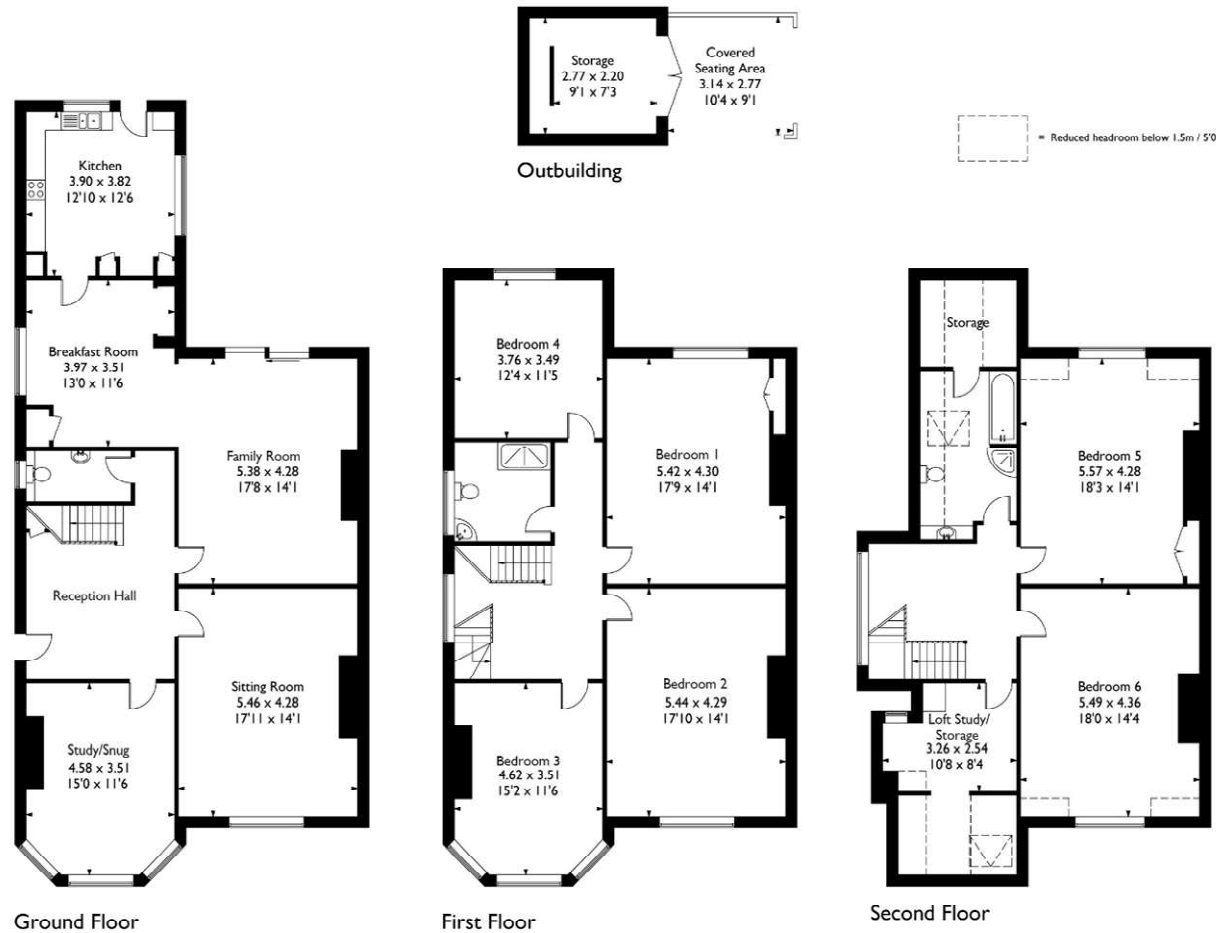 Storage
2.77 x 2.20
9'1 x 7'3
Covered
Seating Area
3.14 x 2.77
10'4 x 9'1
Outbuilding
= Reduced headroom below 1.5m / 5'0
Kitchen
3.90 x 3.82
12'10 x 12'6
Breakfast Room
3.97 x 3.51
13'0 x 11'6
Family Room
5.38 x 4.28
17'8 x 14'1
Reception Hall
Sitting Room
5.46 x 4.28
17'11 x 14'1
Study/Snug
4.58 x 3.51
15'0 x 11'6
Ground Floor
Bedroom 4
3.76 x 3.49
12'4 x 11'5
Bedroom 1
5.42 x 4.30
17'9 x 14'1
Bedroom 2
5.44 x 4.29
17'10 x 14'1
Bedroom 3
4.62 x 3.51
15'2 x 11'6
First Floor
Storage
Bedroom 5
5.57 x 4.28
18'3 x 14'1
Bedroom 6
5.49 x 4.36
18'0 x 14'4
Loft Study/
Storage
3.26 x 2.54
10'8 x 8'4
Second Floor